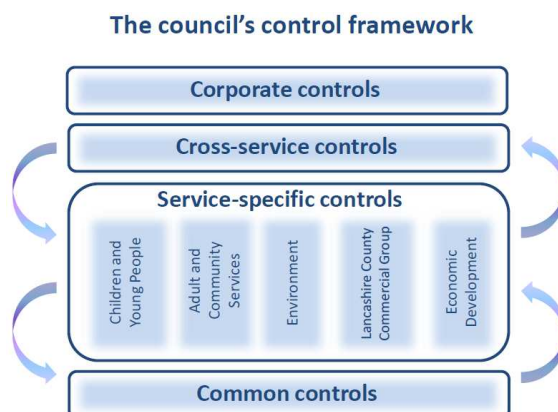 The council's control framework
Corporate controls
Cross-service controls
Service-specific controls
Children and
Young People
Adult and
Community
Services
Environment
Lancashire County
Commercial Group
Economic
Development
Common controls